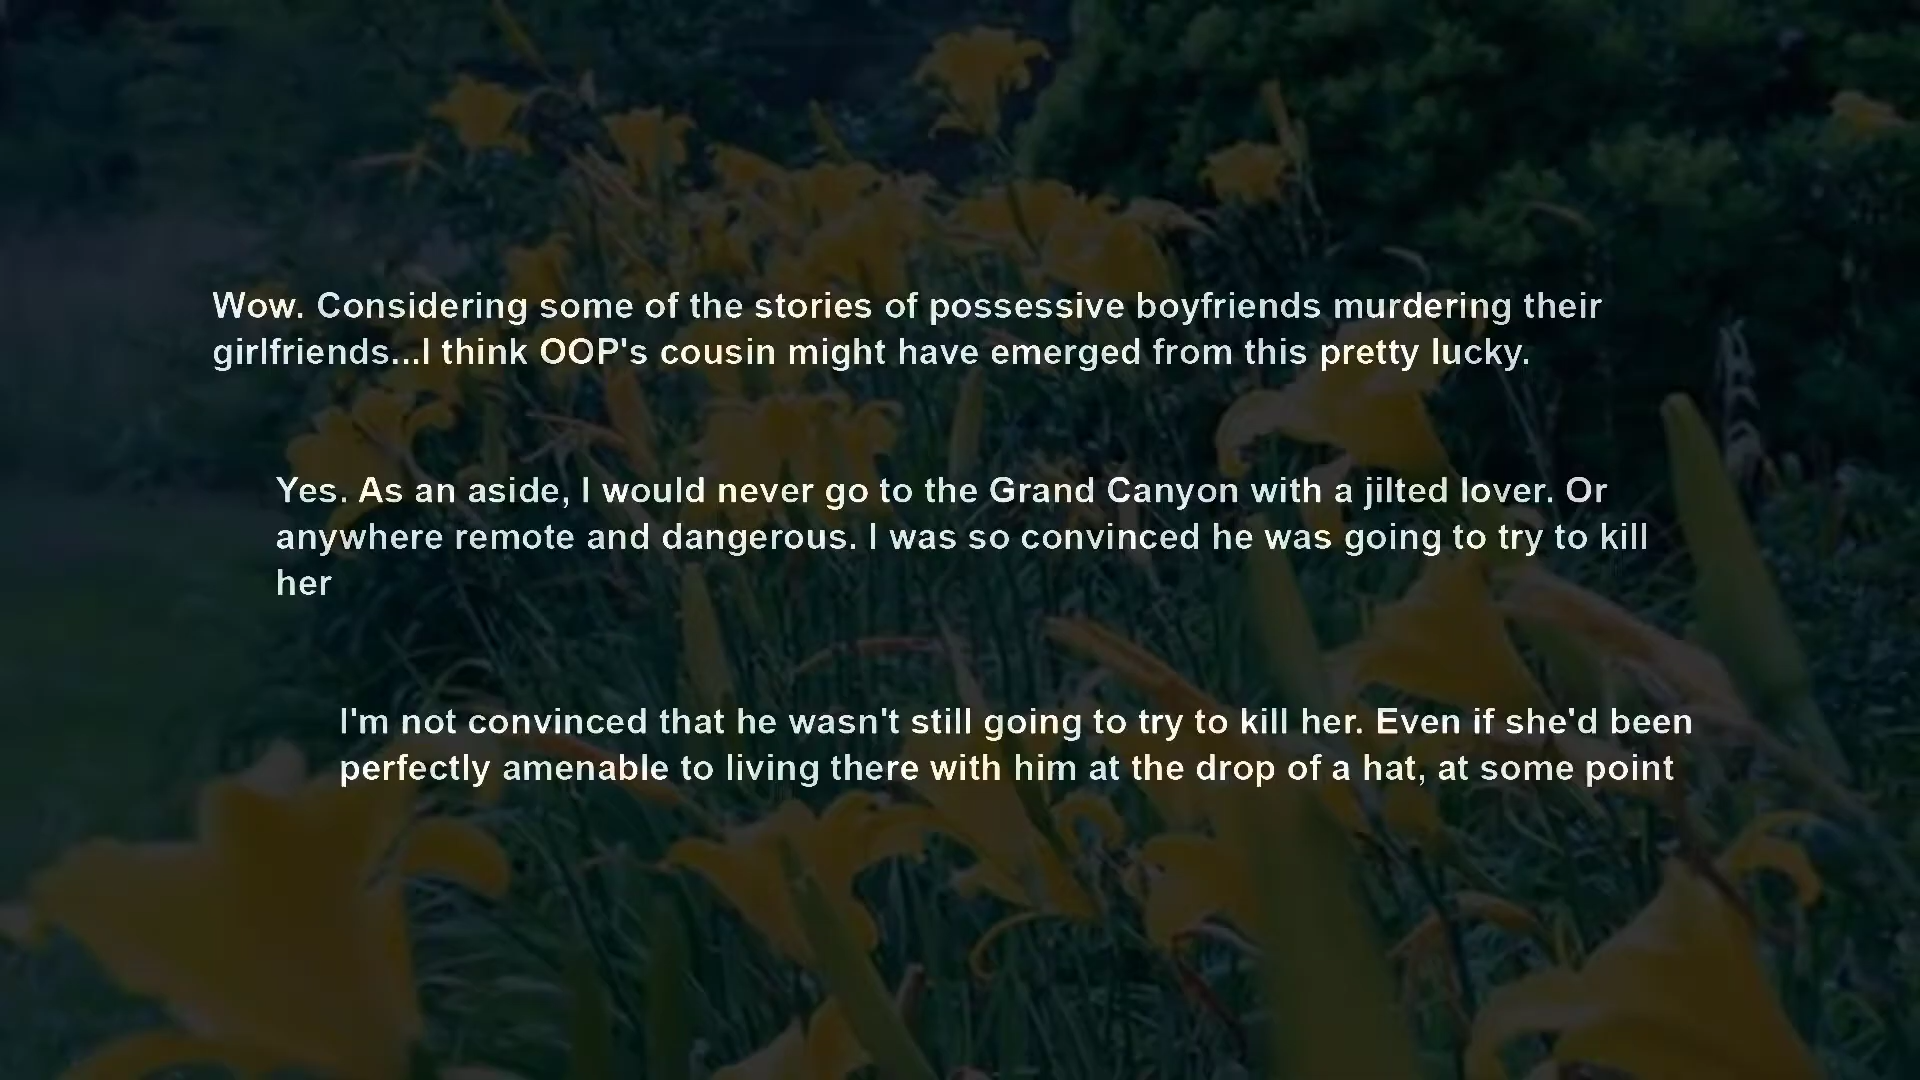 Wow. Considering some of the stories of possessive boyfriends murdering their
girlfriends...I think OOP's cousin might have emerged from this pretty lucky.
Yes. As an aside, I would never go to the Grand Canyon with a jilted lover. Or
anywhere remote and dangerous. I was so convinced he was going to try to kill
her
I'm not convinced that he wasn't still going to try to kill her. Even if she'd been
perfectly amenable to living there with him at the drop of a hat, at some point